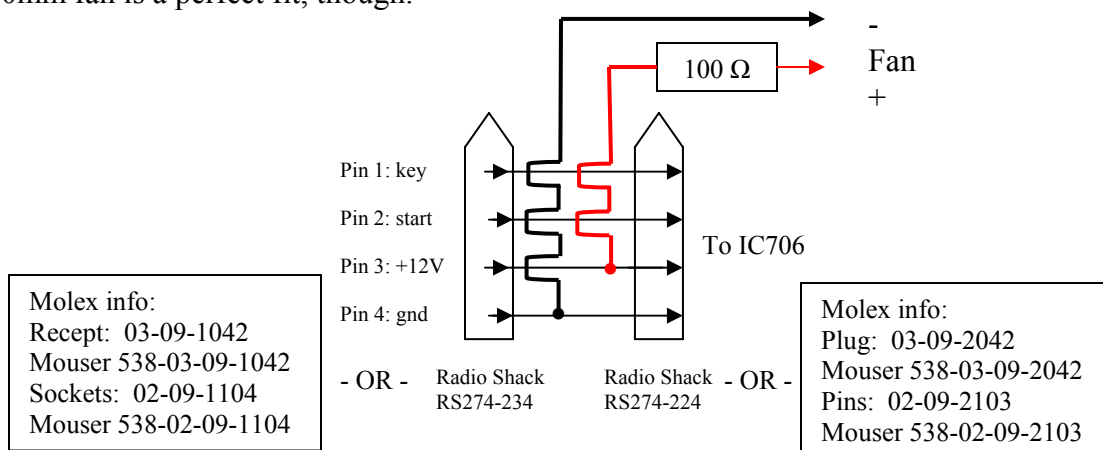 fan is a perfect fit, though.
-
Fan
+
100 Ω
Pin 1: key
Pin 2: start
Pin 3: +12V
Pin 4: gnd
To IC706
Molex info:
Recept: 03-09-1042
Mouser 538-03-09-1042
Sockets: 02-09-1104
Mouser 538-02-09-1104
- OR -
Radio Shack
RS274-234
Radio Shack
RS274-224
- OR -
Molex info:
Plug: 03-09-2042
Mouser 538-03-09-2042
Pins: 02-09-2103
Mouser 538-02-09-2103